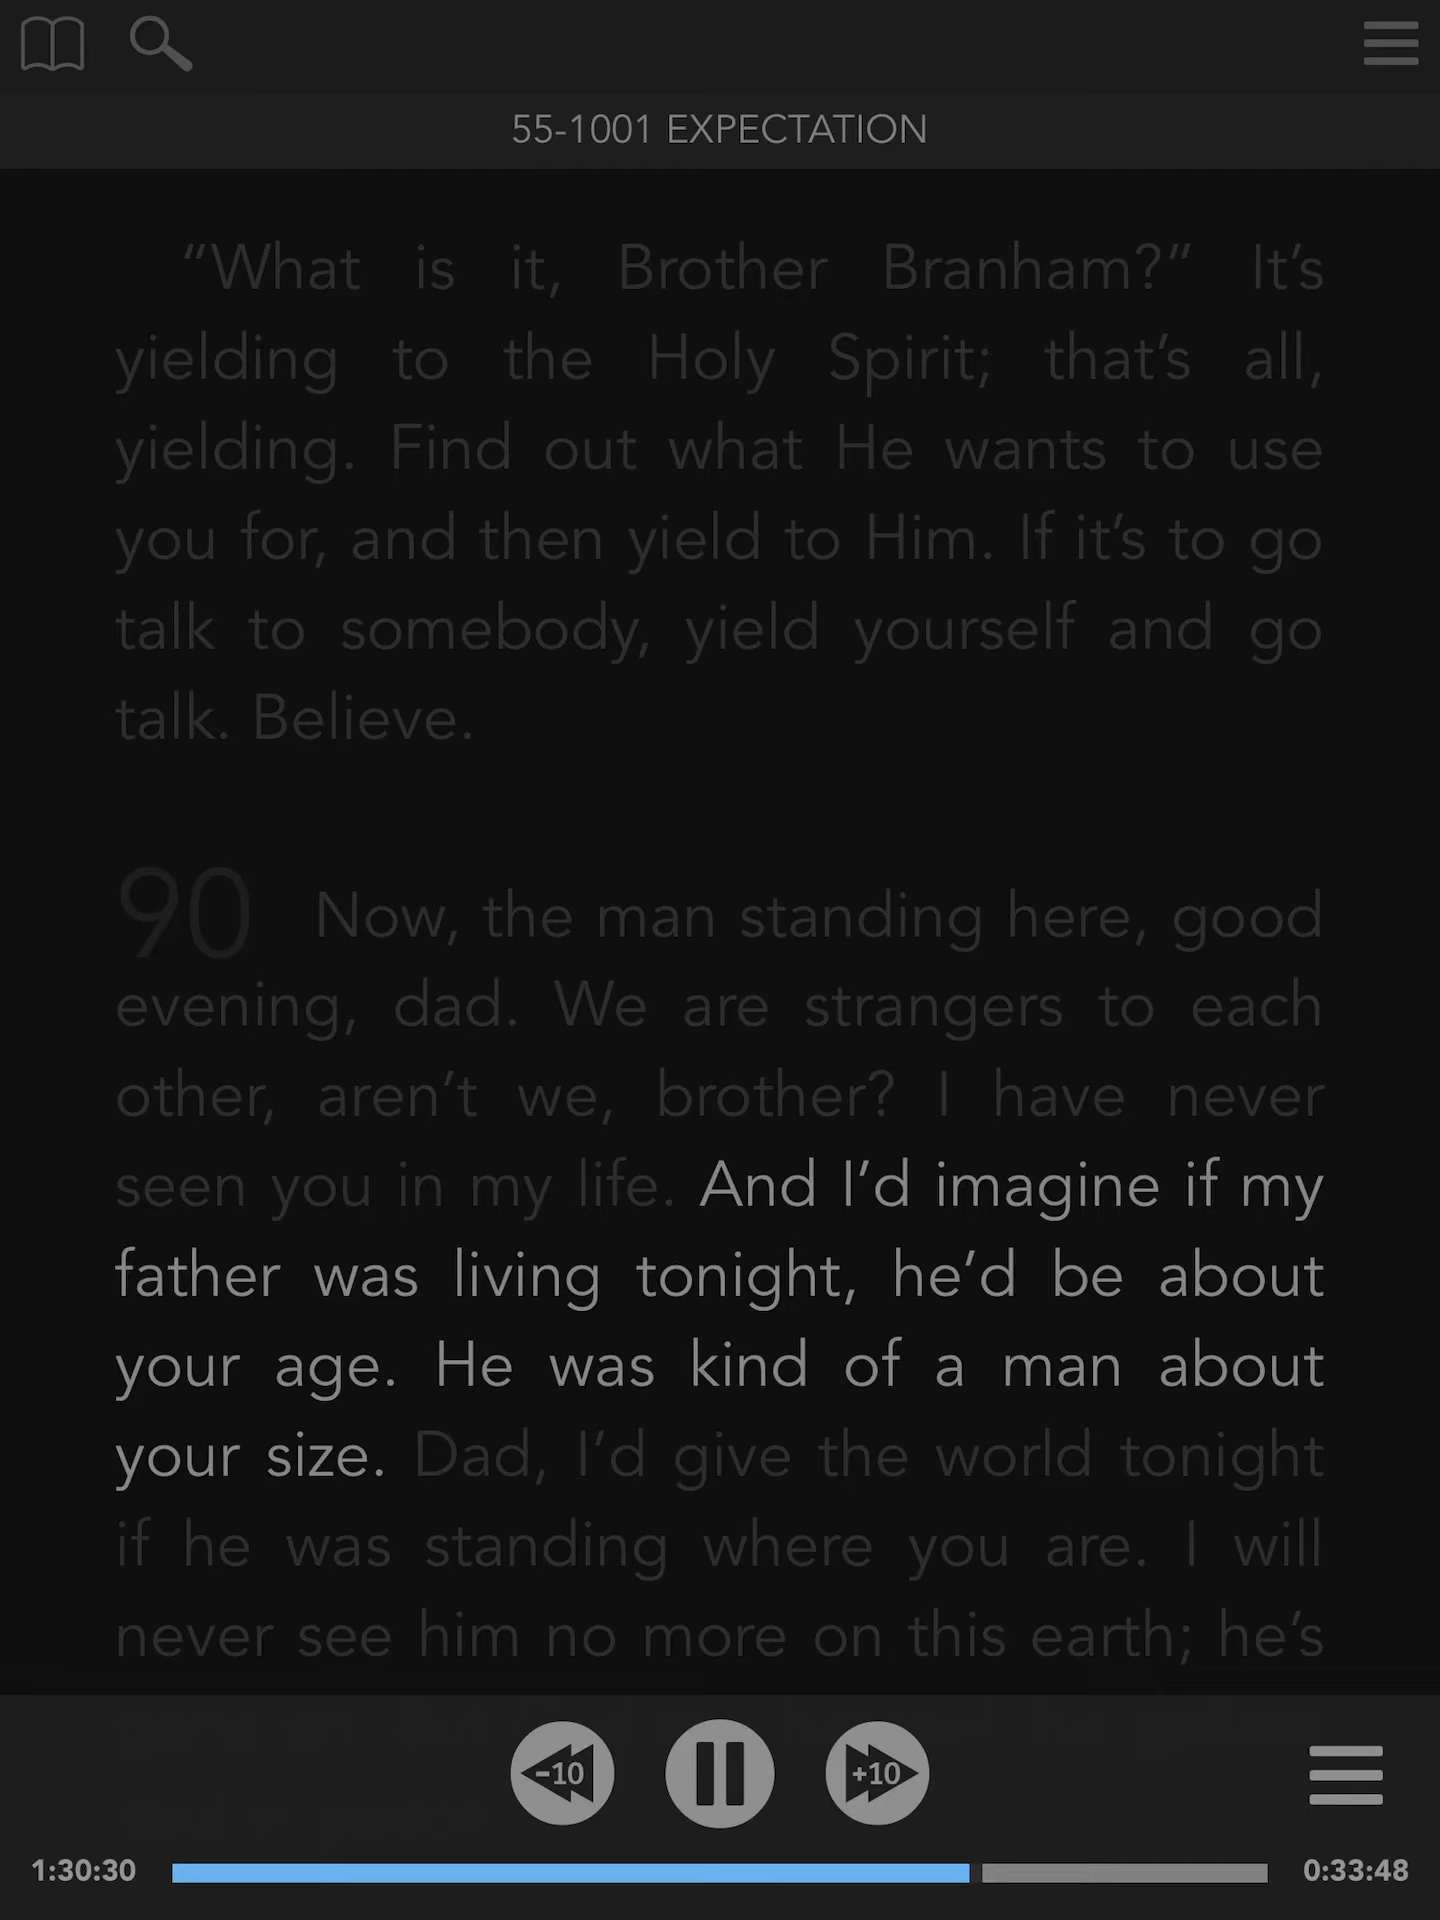 55-1001 EXPECTATION
“What is it, Brother Branham?” It’s
yielding to the Holy Spirit; that’s all,
yielding. Find out what He wants to use
you for, and then yield to Him. If it’s to go
talk to somebody, yield yourself and go
talk. Believe.
90 Now, the man standing here, good
evening, dad. We are strangers to each
other, aren’t we, brother? I have never
seen you in my life. And I’d imagine if my
father was living tonight, he’d be about
your age. He was kind of a man about
your size. Dad, I’d give the world tonight
if he was standing where you are. I will
never see him no more on this earth; he’s
-10 +10
1:30:30 0:33:48